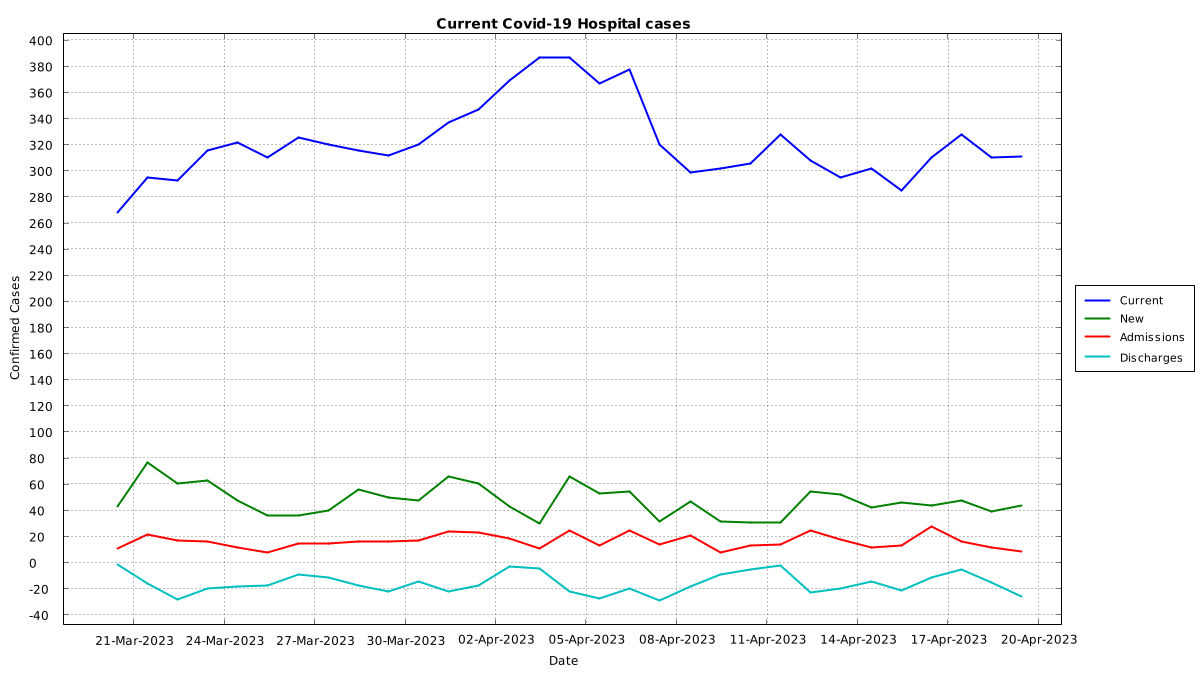 Current Covid-19 Hospital cases
400
380
360
340
320
300
280
260
240
220
200
180
160
140
120
100
80
60
40
20
0
-20
-40
Confirmed Cases
21-Mar-2023
24-Mar-2023
27-Mar-2023
30-Mar-2023
02-Apr-2023
05-Apr-2023
08-Apr-2023
11-Apr-2023
14-Apr-2023
17-Apr-2023
20-Apr-2023
Date
Current
New
Admissions
Discharges